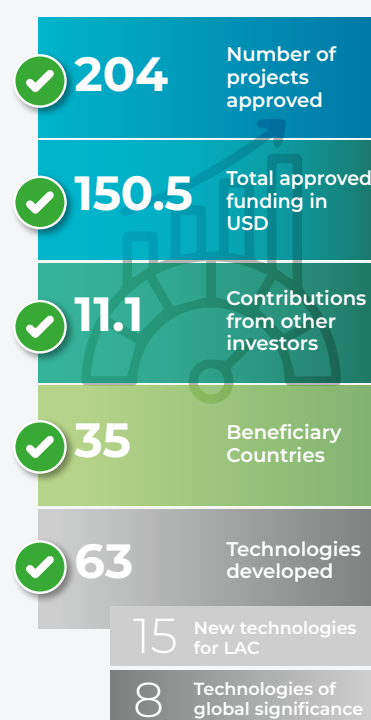 204
Number of
projects
approved
150.5
Total approved
funding in
USD
11.1
Contributions
from other
investors
35
Beneficiary
Countries
63
Technologies
developed
15
New technologies
for LAC
8
Technologies of
global significance